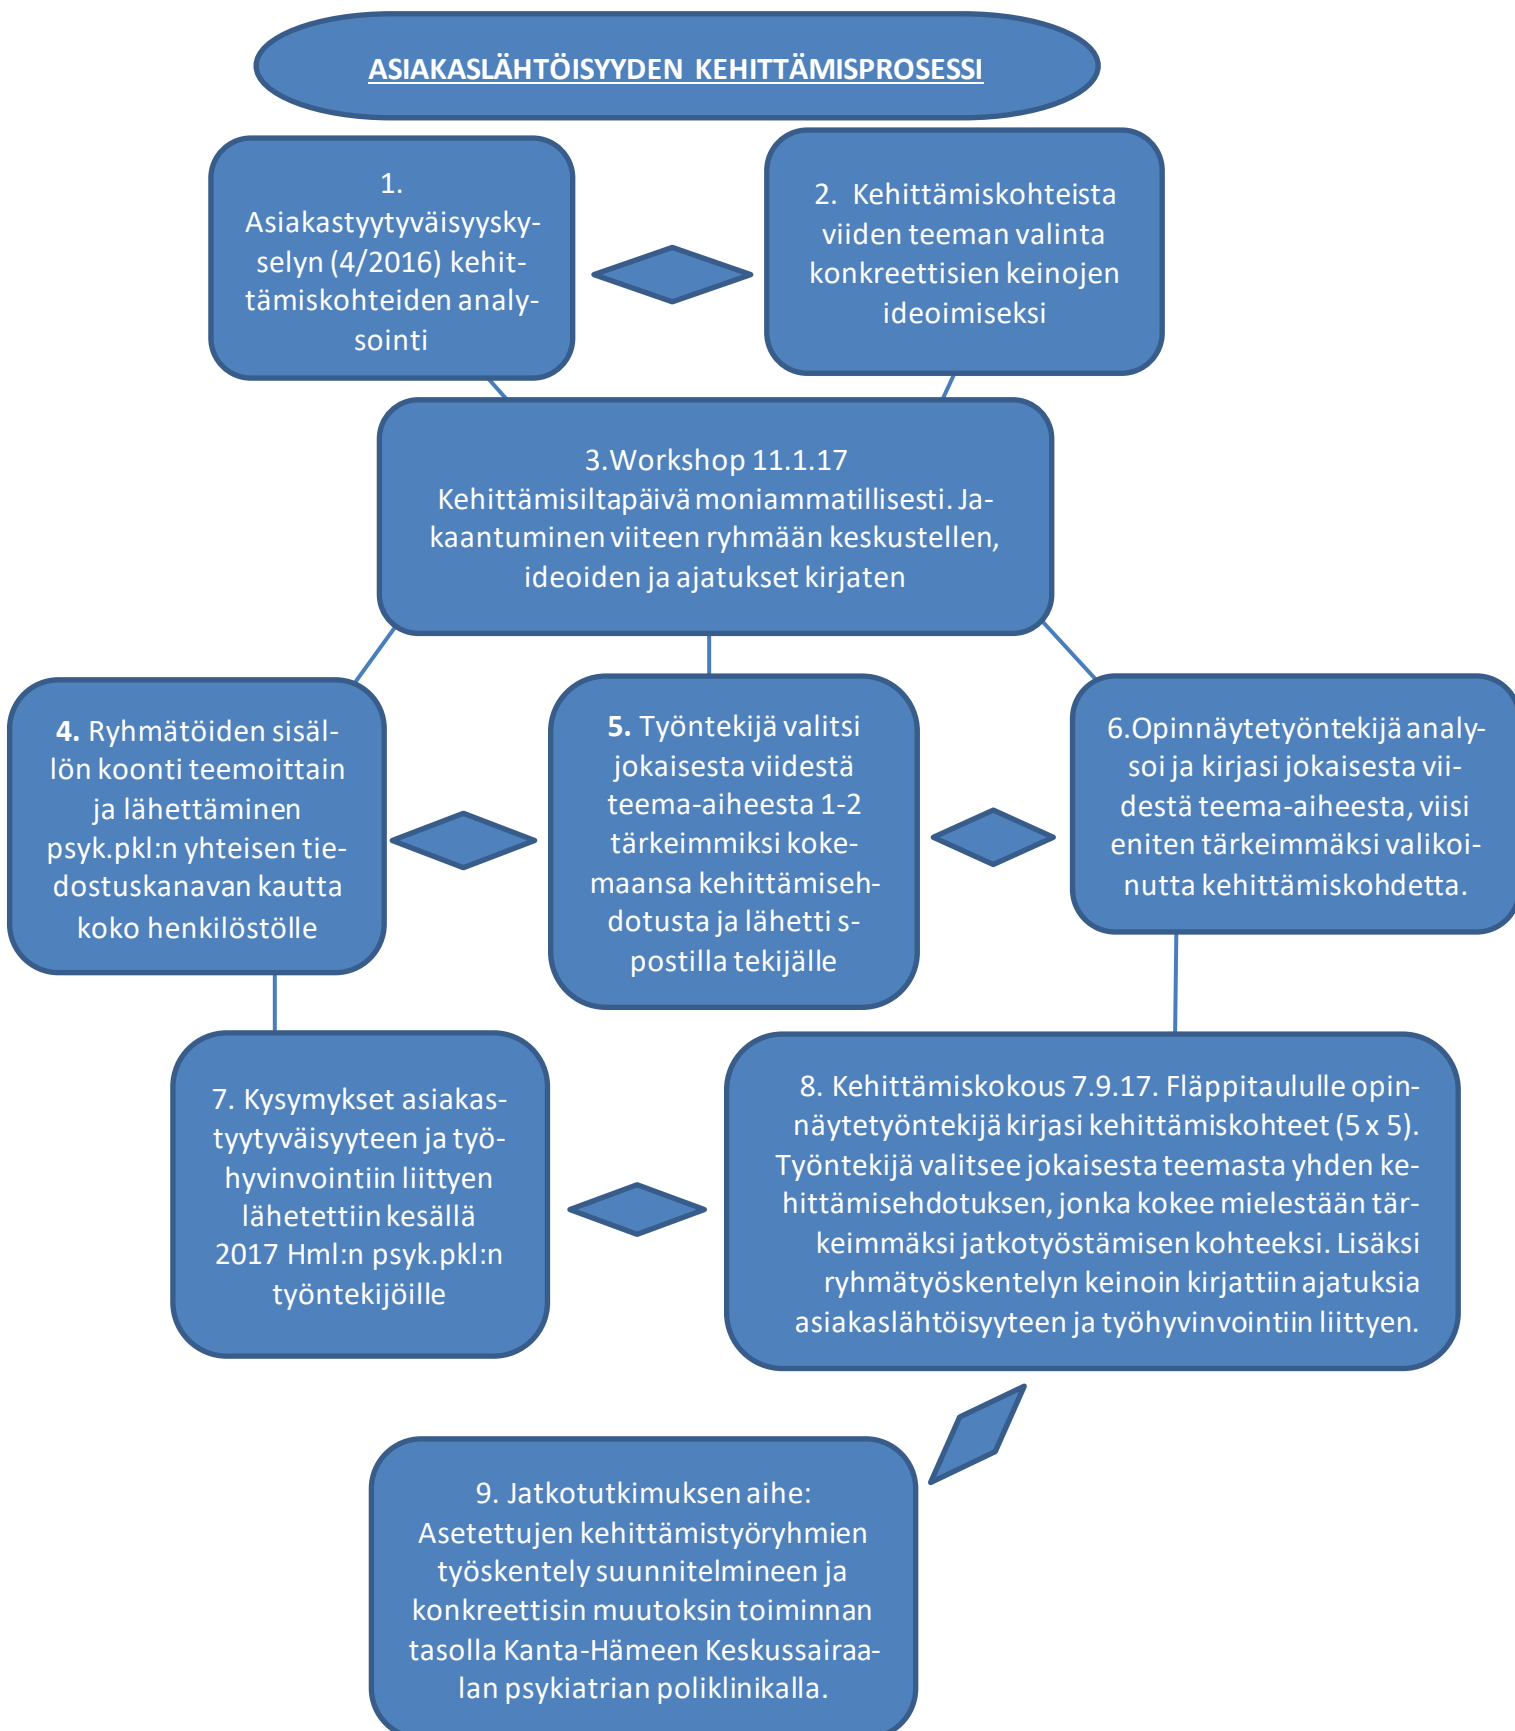 ASIAKASLÄHTÖISYYDEN KEHITTÄMISPROSESSI
1.
Asiakastyytyväisyysky-
selyn (4/2016) kehit-
tämiskohteiden analy-
sointi
2. Kehittämiskohteista
viiden teeman valinta
konkreettisien keinojen
ideoimiseksi
3.Workshop 11.1.17
Kehittämisiltapäivä moniammatillisesti. Ja-
kaantuminen viiteen ryhmään keskustellen,
ideoiden ja ajatukset kirjaten
4. Ryhmätöiden sisäl-
lön koonti teemoittain
ja lähettäminen
psyk.pkl:n yhteisen tie-
dostuskanavan kautta
koko henkilöstölle
5. Työntekijä valitsi
jokaisesta viidestä
teema-aiheesta 1-2
tärkeimmiksi koke-
maansa kehittämiseh-
dotusta ja lähetti s-
postilla tekijälle
6.Opinnäytetyöntekijä analy-
soi ja kirjasi jokaisesta vii-
destä teema-aiheesta, viisi
eniten tärkeimmäksi valikoi-
nutta kehittämiskohdetta.
7. Kysymykset asiakas-
tyytyväisyyteen ja työ-
hyvinvointiin liittyen
lähetettiin kesällä
2017 Hml:n psyk.pkl:n
työntekijöille
8. Kehittämiskokous 7.9.17. Fläppitaululle opin-
näytetyöntekijä kirjasi kehittämiskohteet (5 x 5).
Työntekijä valitsee jokaisesta teemasta yhden ke-
hittämisehdotuksen, jonka kokee mielestään tär-
keimmäksi jatkotyöstämisen kohteeksi. Lisäksi
ryhmätyöskentelyn keinoin kirjattiin ajatuksia
asiakaslähtöisyyteen ja työhyvinvointiin liittyen.
9. Jatkotutkimuksen aihe:
Asetettujen kehittämistyöryhmien
työskentely suunnitelmineen ja
konkreettisin muutoksin toiminnan
tasolla Kanta-Hämeen Keskussairaa-
lan psykiatrian poliklinikalla.